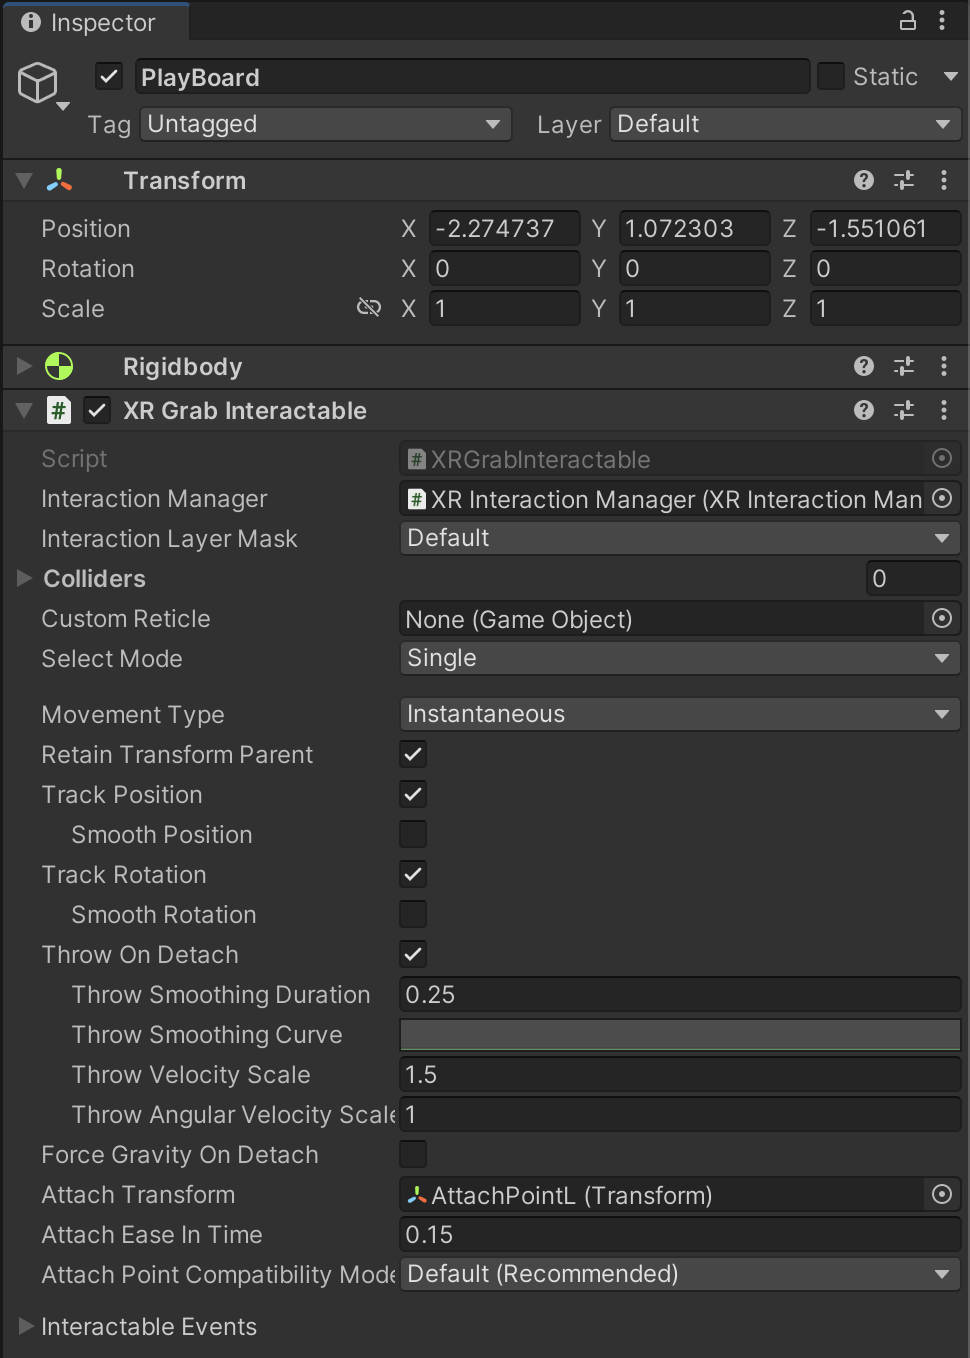 Inspector
PlayBoard Static
Tag Untagged Layer Default
Transform
Position X -2.274737 Y 1.072303 Z -1.551061
Rotation X 0 Y 0 Z 0
Scale X 1 Y 1 Z 1
Rigidbody
# XR Grab Interactable
Script # XRGrabInteractable
Interaction Manager # XR Interaction Manager (XR Interaction Man
Interaction Layer Mask Default
Colliders 0
Custom Reticle None (Game Object)
Select Mode Single
Movement Type Instantaneous
Retain Transform Parent
Track Position
Smooth Position
Track Rotation
Smooth Rotation
Throw On Detach
Throw Smoothing Duration 0.25
Throw Smoothing Curve
Throw Velocity Scale 1.5
Throw Angular Velocity Scale 1
Force Gravity On Detach
Attach Transform AttachPointL (Transform)
Attach Ease In Time 0.15
Attach Point Compatibility Mode Default (Recommended)
Interactable Events